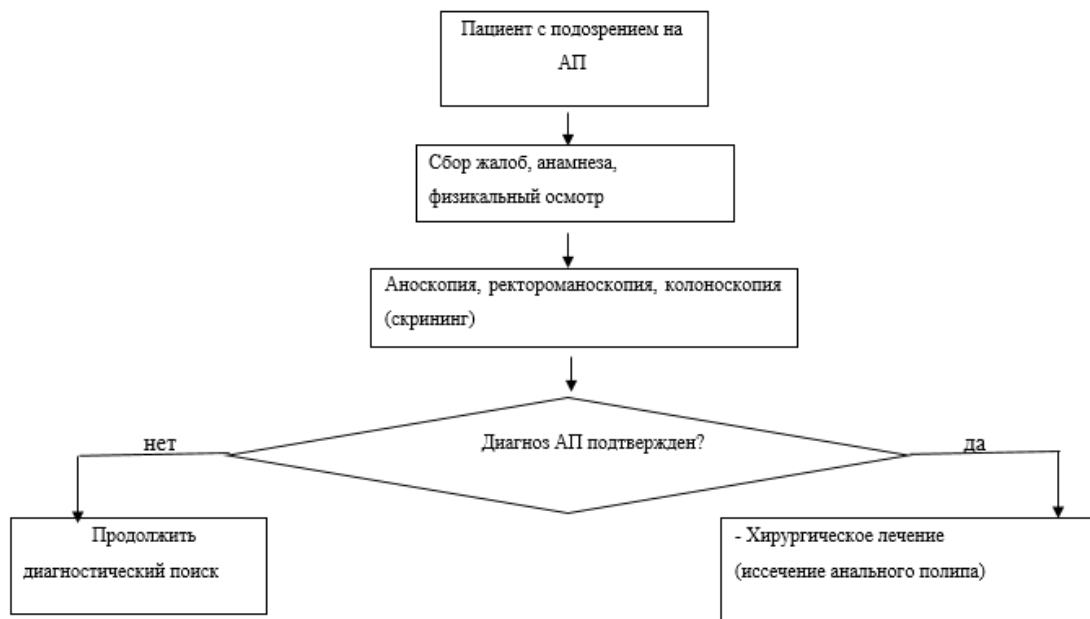 Пациент с подозрением на
АП
Сбор жалоб, анамнеза,
физикальный осмотр
Аноскопия, ректороманоскопия, колоноскопия
(скрининг)
нет
Диагноз АП подтвержден?
да
Продолжить
диагностический поиск
- Хирургическое лечение
(иссечение анального полипа)